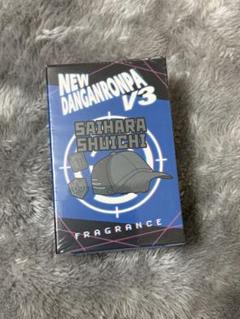 NEW
DANGANRONPA
V3
SAIHARA
SHUICHI
FRAGRANCE